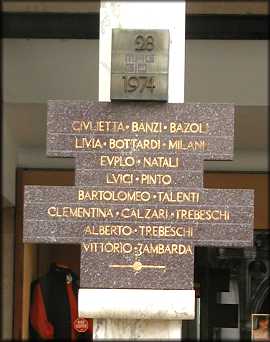 28
1974
GIVLIETTA · BANZI · BAZOLI
LIVIA · BOTTARDI · MILANI
EVPLO · NATALI
LVIGI · PINTO
BARTOLOMEO · TALENTI
CLEMENTINA · CALZARI · TREBESCHI
ALBERTO · TREBESCHI
VITTORIO · ZAMBARDA